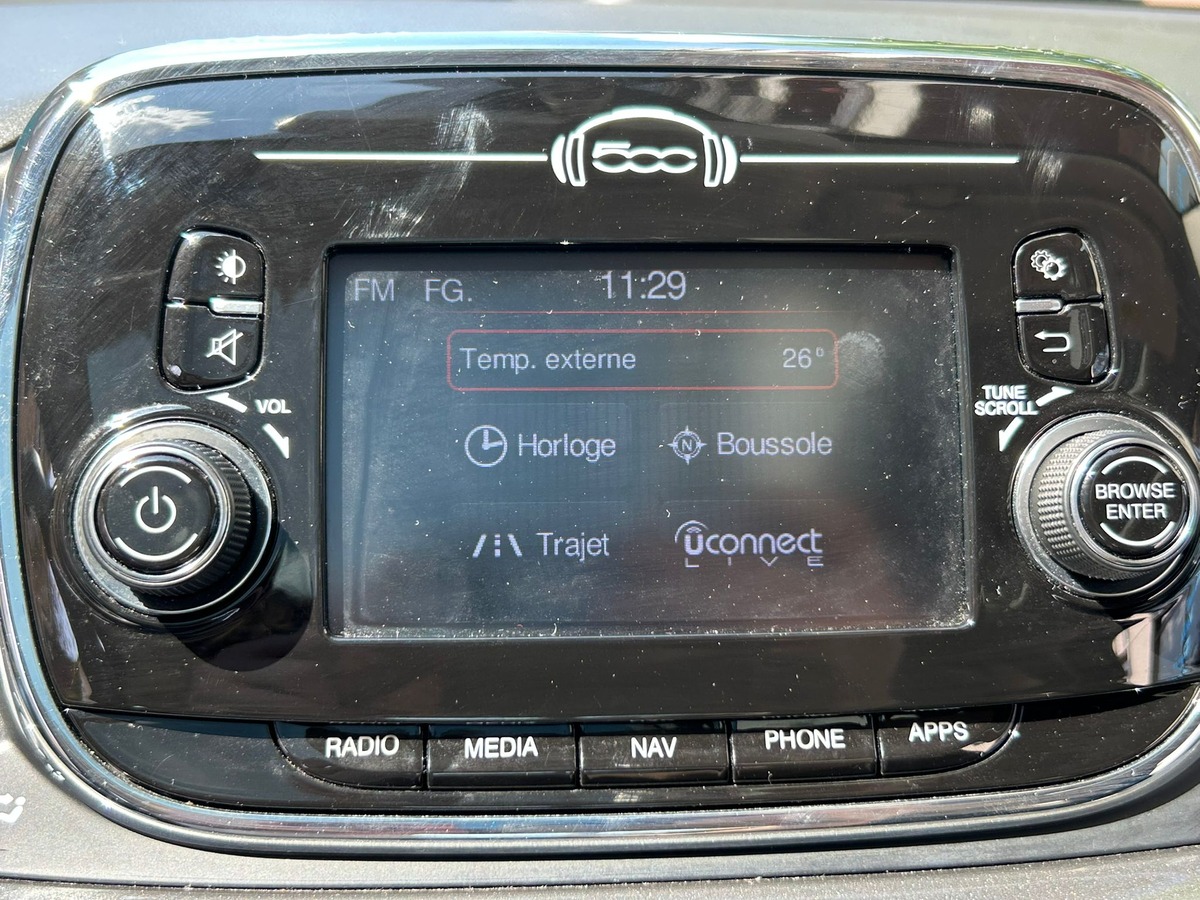 500
FM FG. 11:29
Temp. externe 26°
VOL
TUNE
SCROLL
N
Horloge
Boussole
BROWSE
ENTER
Trajet
Uconnect
LIVE
RADIO
MEDIA
NAV
PHONE
APPS